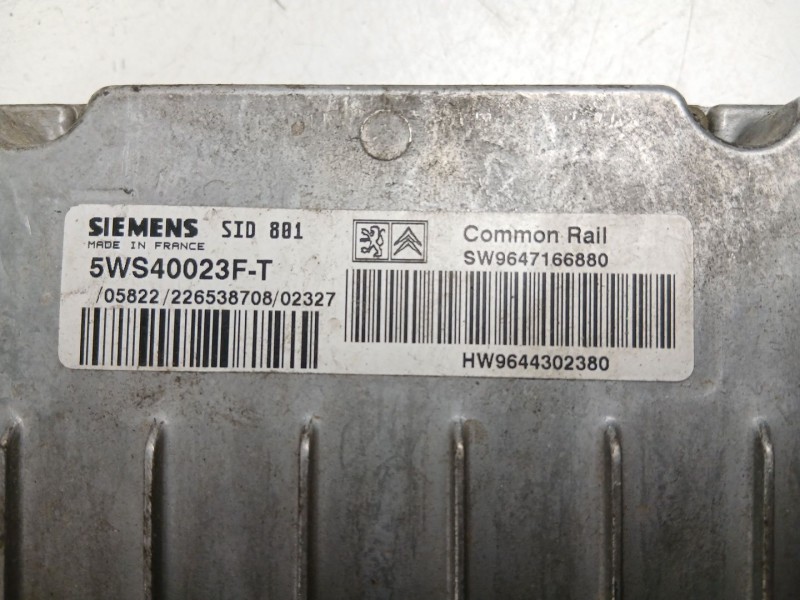 SIEMENS SID 801
MADE IN FRANCE
5WS40023F-T
/05822/226538708/02327
Common Rail
SW9647166880
HW9644302380